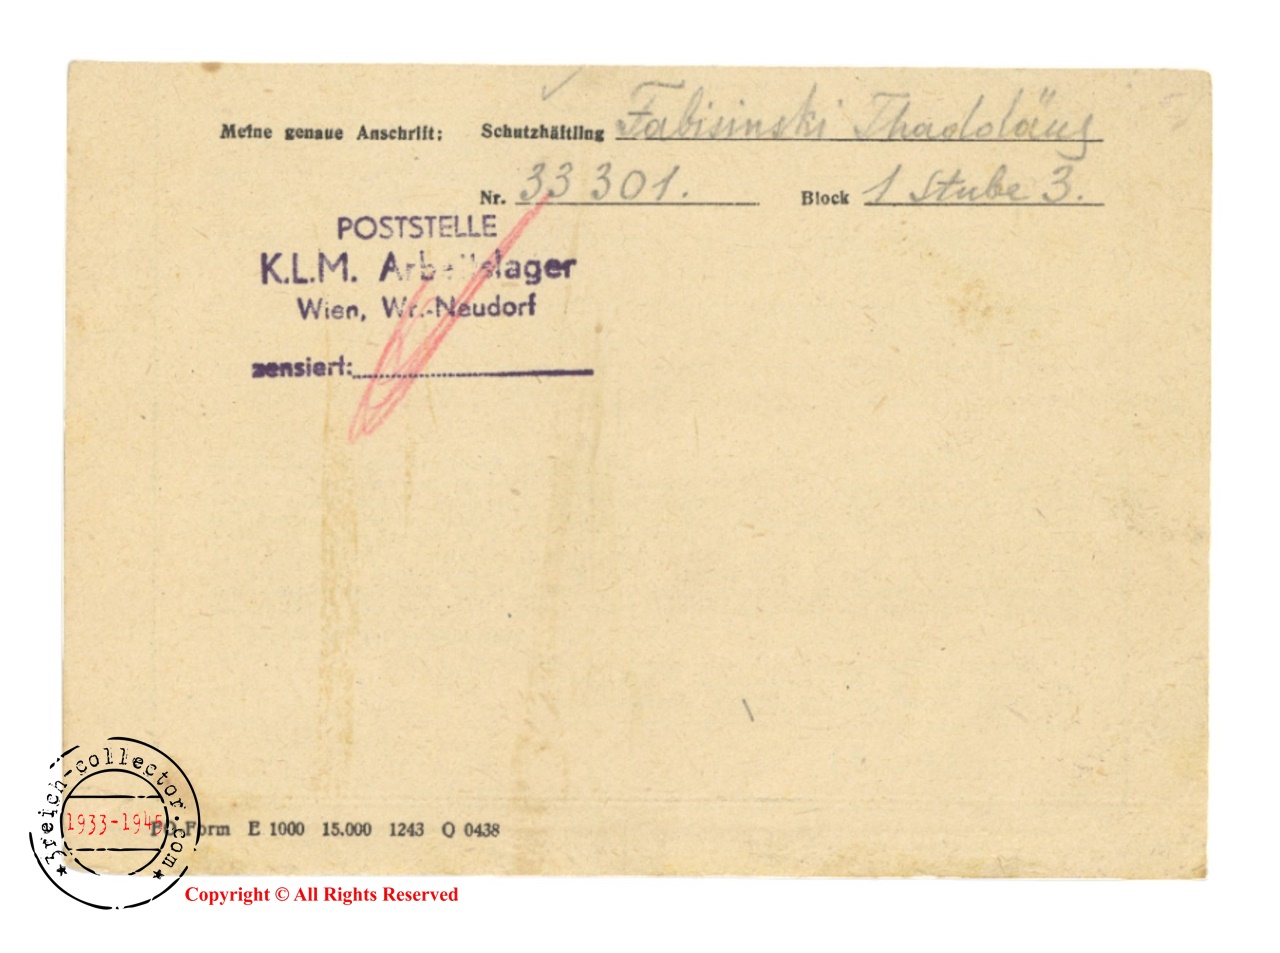 Meine genaue Anschrift: Schutzhäftling Fabisinski Thaddäus
Nr. 33 301. Block 1 Stube 3.
POSTSTELLE
K.L.M. Arbeitslager
Wien, Wr.-Neudorf
zensiert:
3reich-collector.com
1933-1945
FO Form E 1000 15.000 1243 Q 0438
Copyright © All Rights Reserved